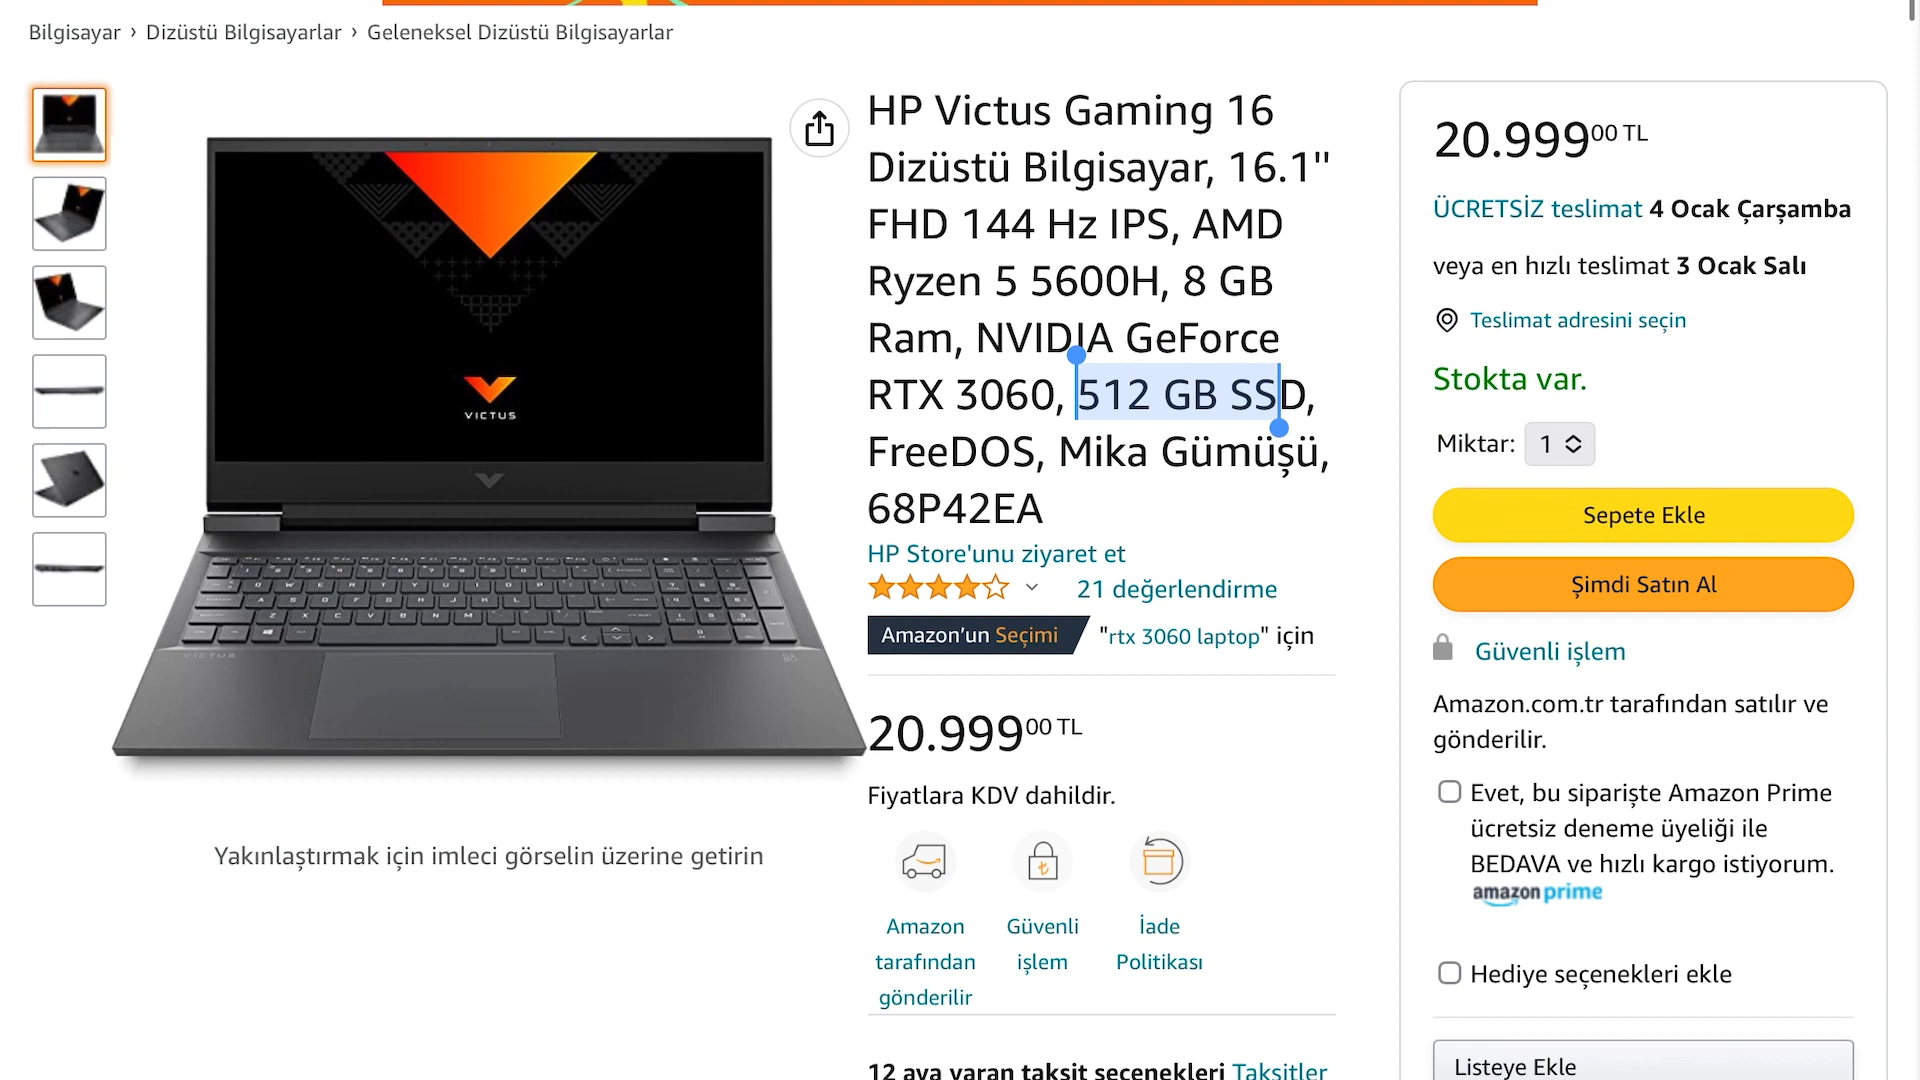 Bilgisayar › Dizüstü Bilgisayarlar › Geleneksel Dizüstü Bilgisayarlar
VICTUS
VICTUS
Yakınlaştırmak için imleci görselin üzerine getirin
HP Victus Gaming 16
Dizüstü Bilgisayar, 16.1''
FHD 144 Hz IPS, AMD
Ryzen 5 5600H, 8 GB
Ram, NVIDIA GeForce
RTX 3060, 512 GB SSD,
FreeDOS, Mika Gümüşü,
68P42EA
HP Store'unu ziyaret et
21 değerlendirme
Amazon'un Seçimi "rtx 3060 laptop" için
20.999 00 TL
Fiyatlara KDV dahildir.
Amazon
tarafından
gönderilir
Güvenli
işlem
İade
Politikası
12 aya varan taksit seçenekleri Taksitler
20.999 00 TL
ÜCRETSİZ teslimat 4 Ocak Çarşamba
veya en hızlı teslimat 3 Ocak Salı
Teslimat adresini seçin
Stokta var.
Miktar: 1
Sepete Ekle
Şimdi Satın Al
Güvenli işlem
Amazon.com.tr tarafından satılır ve
gönderilir.
Evet, bu siparişte Amazon Prime
ücretsiz deneme üyeliği ile
BEDAVA ve hızlı kargo istiyorum.
amazon prime
Hediye seçenekleri ekle
Listeye Ekle